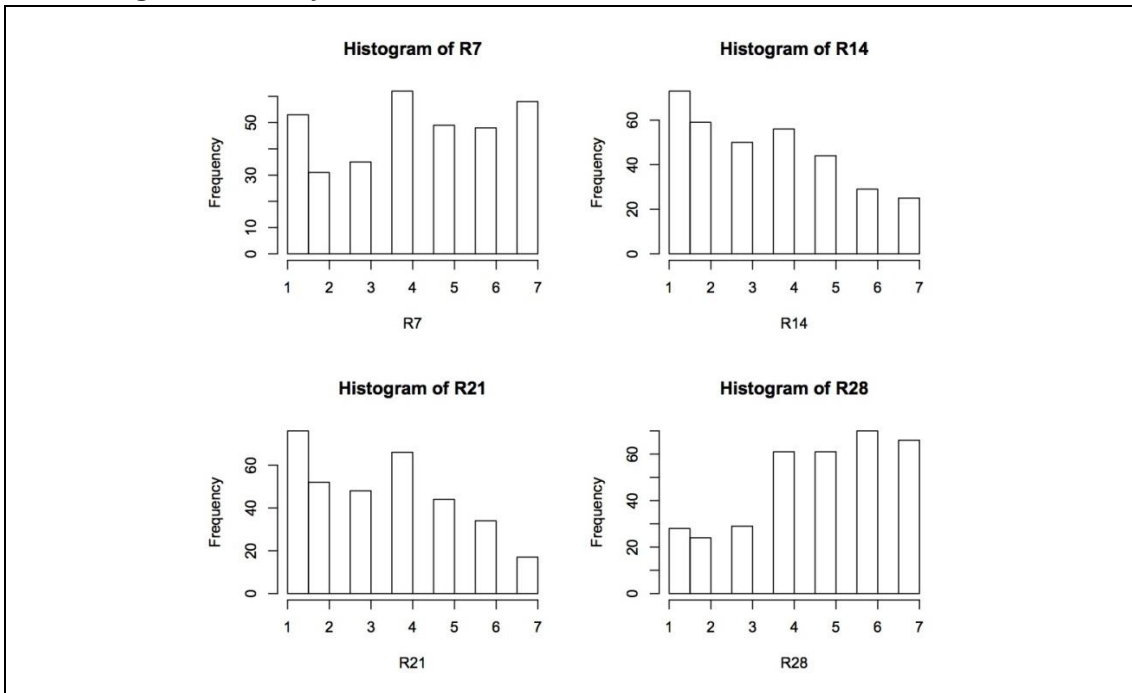 Histogram of R7
Frequency
0 10 30 50
1 2 3 4 5 6 7
R7
Histogram of R14
Frequency
0 20 40 60
1 2 3 4 5 6 7
R14
Histogram of R21
Frequency
0 20 40 60
1 2 3 4 5 6 7
R21
Histogram of R28
Frequency
0 20 40 60
1 2 3 4 5 6 7
R28